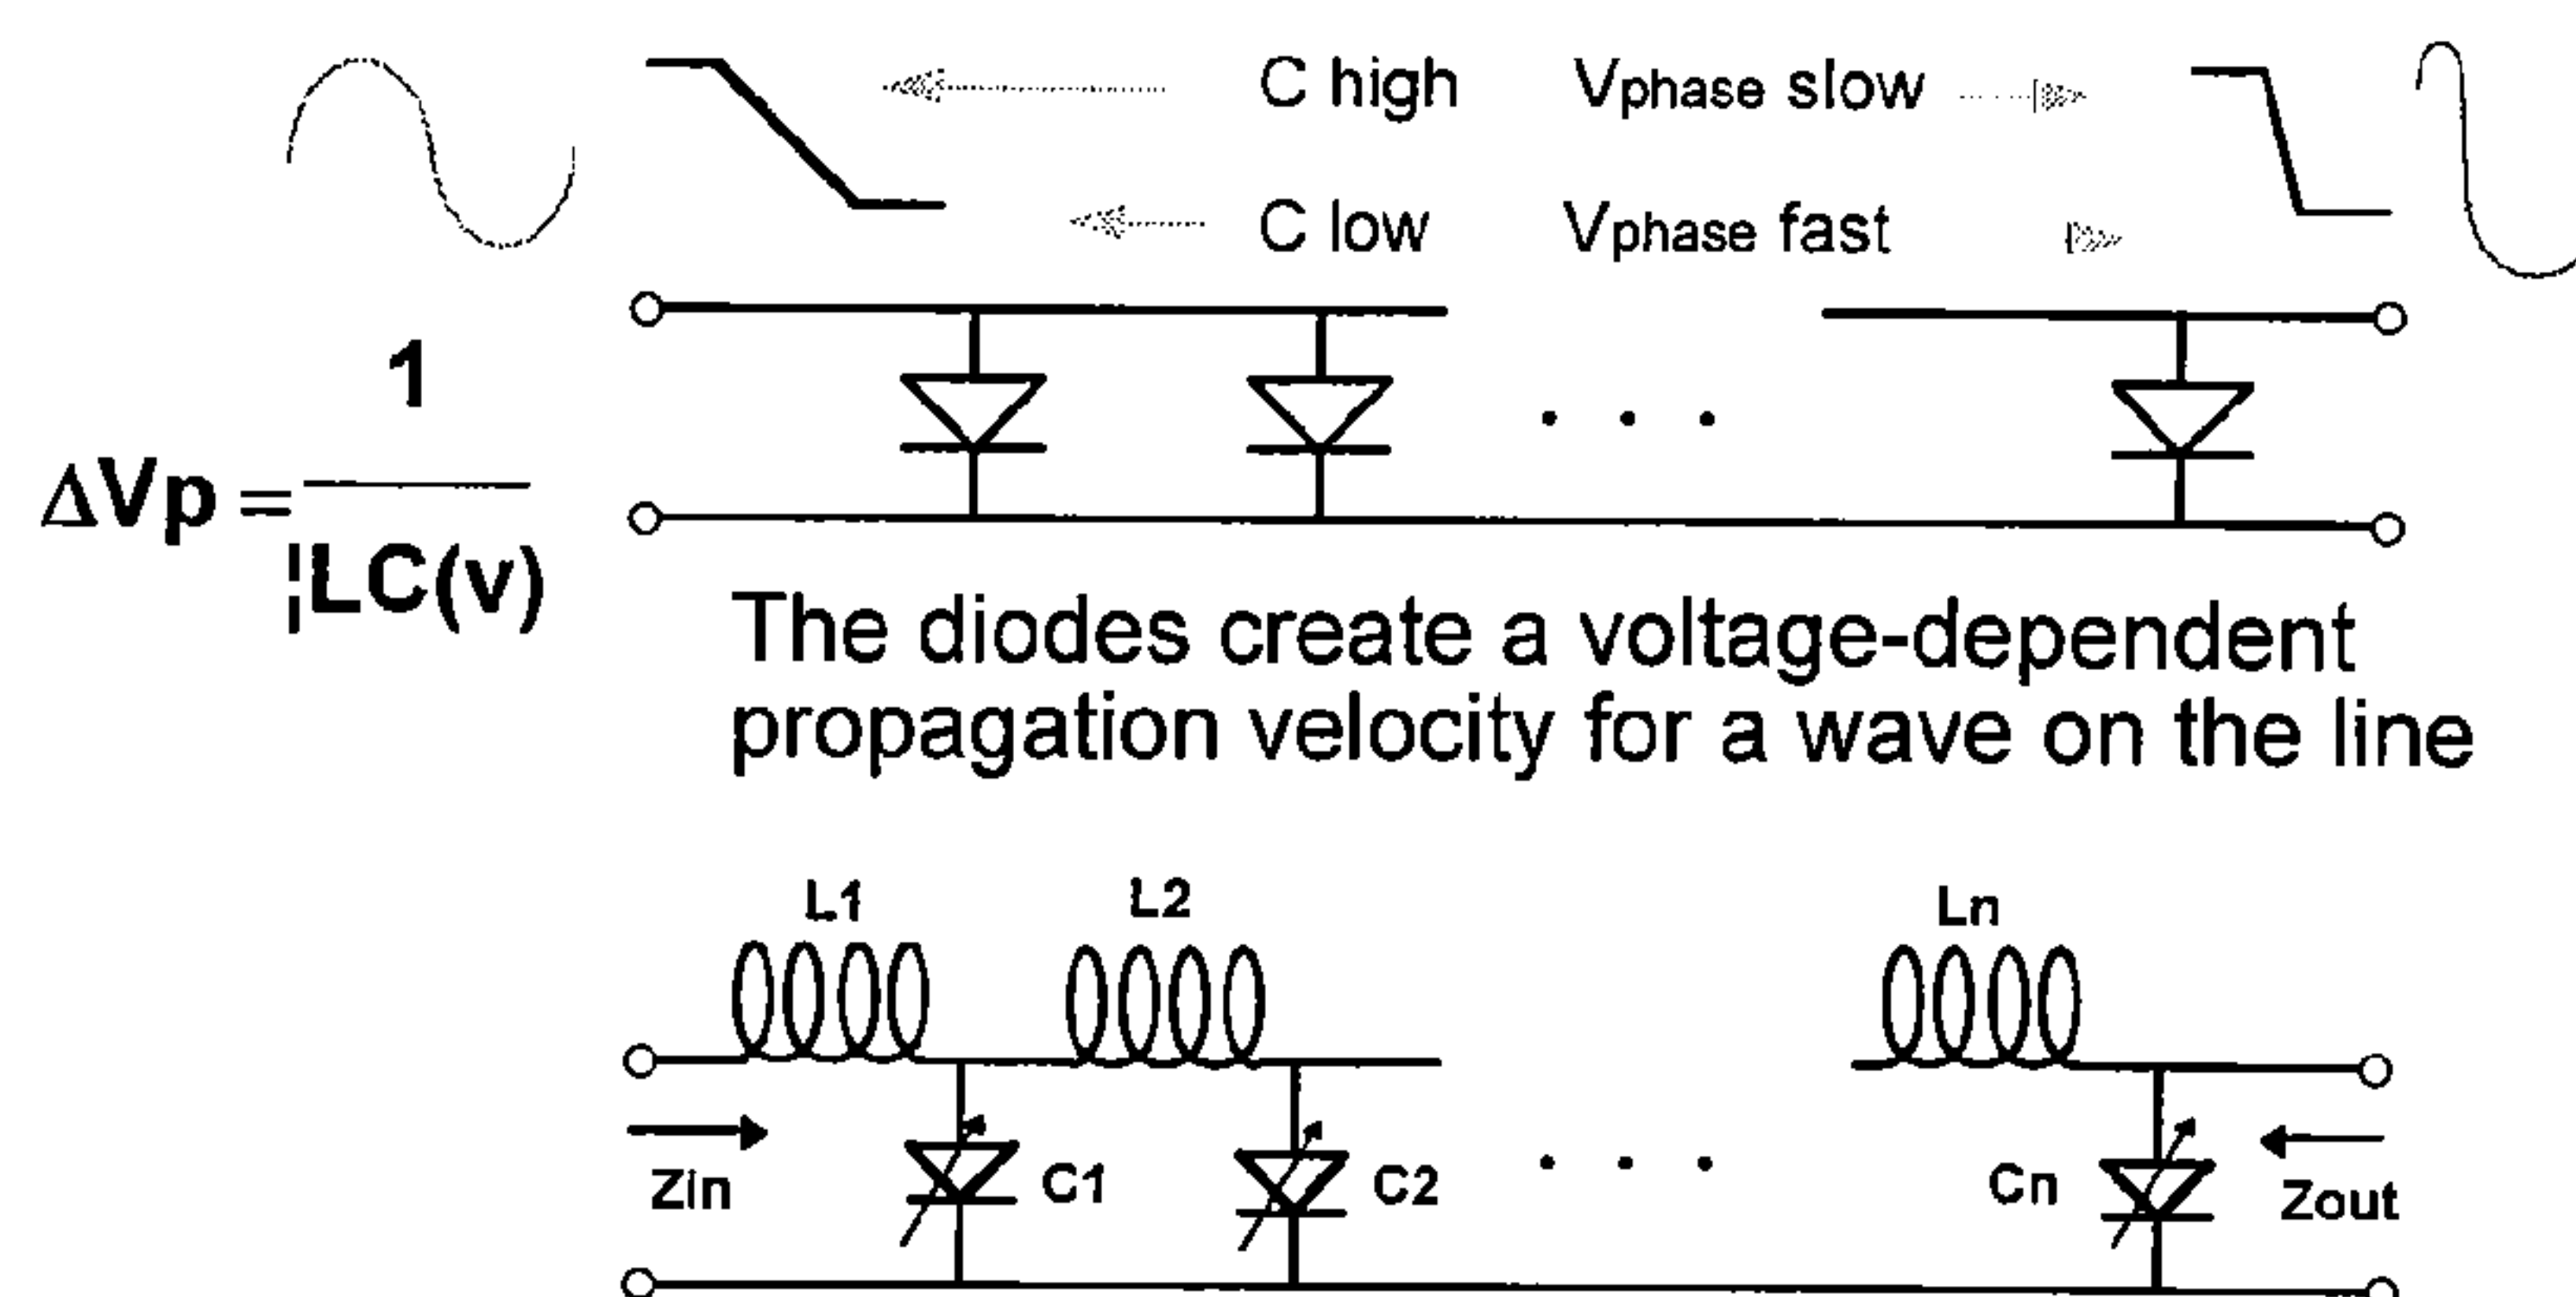 C high Vphase slow
C low Vphase fast
1
ΔVp =
¦LC(v)
The diodes create a voltage-dependent
propagation velocity for a wave on the line
L1 L2 Ln
Zin C1 C2 Cn Zout